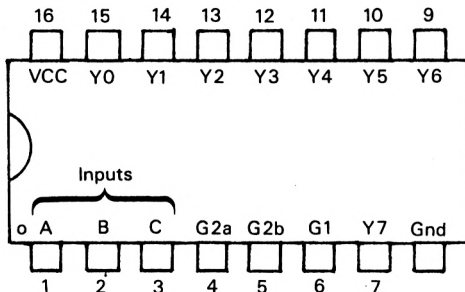 16 15 14 13 12 11 10 9
VCC Y0 Y1 Y2 Y3 Y4 Y5 Y6
Inputs
o A B C G2a G2b G1 Y7 Gnd
1 2 3 4 5 6 7